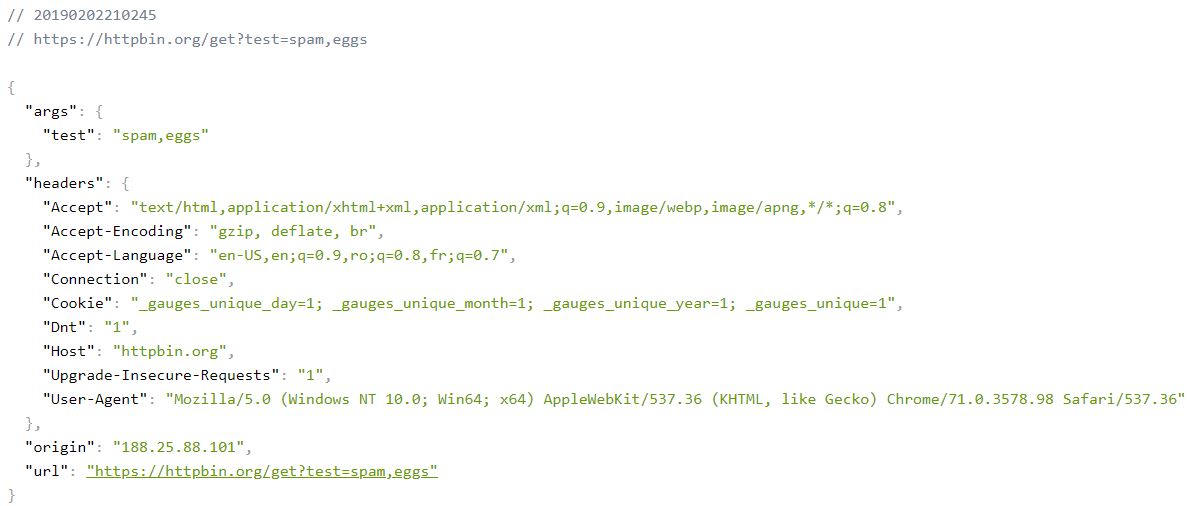 // 20190202210245
// https://httpbin.org/get?test=spam,eggs
{
"args": {
"test": "spam,eggs"
},
"headers": {
"Accept": "text/html,application/xhtml+xml,application/xml;q=0.9,image/webp,image/apng,*/*;q=0.8",
"Accept-Encoding": "gzip, deflate, br",
"Accept-Language": "en-US,en;q=0.9,ro;q=0.8,fr;q=0.7",
"Connection": "close",
"Cookie": "_gauges_unique_day=1; _gauges_unique_month=1; _gauges_unique_year=1; _gauges_unique=1",
"Dnt": "1",
"Host": "httpbin.org",
"Upgrade-Insecure-Requests": "1",
"User-Agent": "Mozilla/5.0 (Windows NT 10.0; Win64; x64) AppleWebKit/537.36 (KHTML, like Gecko) Chrome/71.0.3578.98 Safari/537.36"
},
"origin": "188.25.88.101",
"url": "https://httpbin.org/get?test=spam,eggs"
}